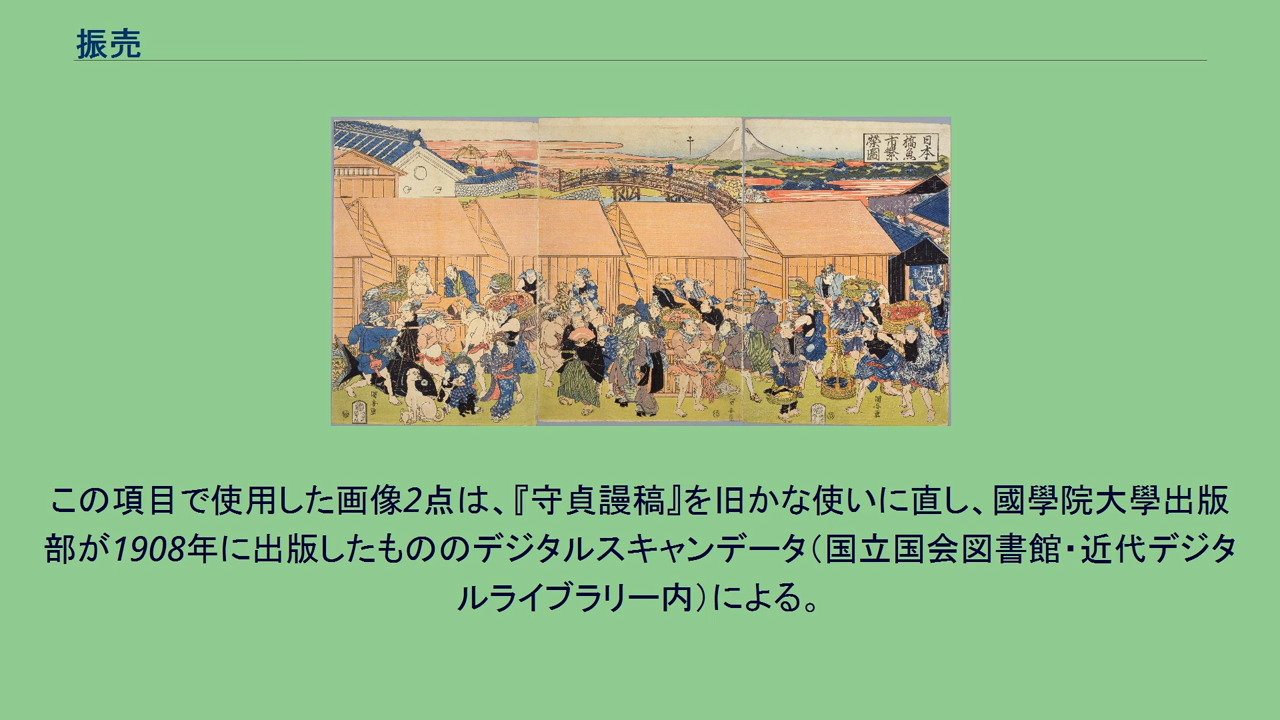 振売
日本
橋魚
市繁
榮圖
この項目で使用した画像2点は、『守貞謾稿』を旧かな使いに直し、國學院大學出版
部が1908年に出版したもののデジタルスキャンデータ（国立国会図書館・近代デジタ
ルライブラリー内）による。